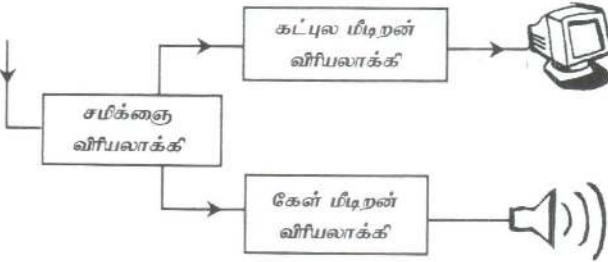 கட்புல மீடிறன்
விரியலாக்கி
சமிக்ஞை
விரியலாக்கி
கேள் மீடிறன்
விரியலாக்கி